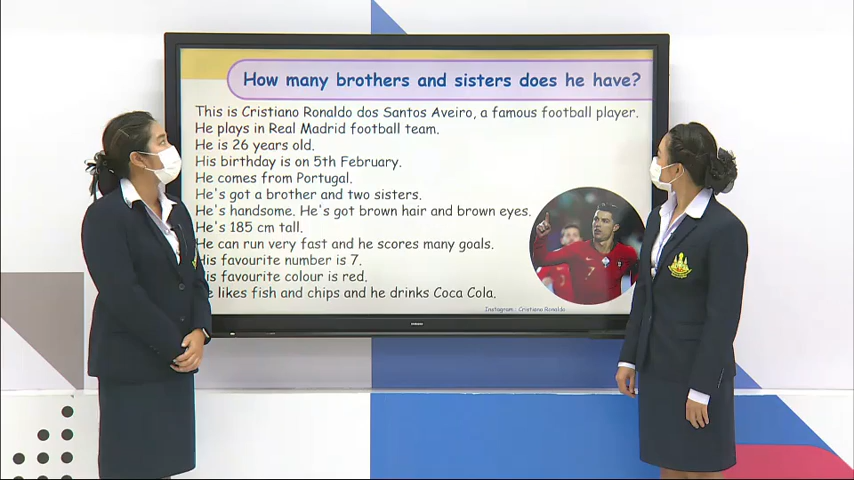 How many brothers and sisters does he have?
This is Cristiano Ronaldo dos Santos Aveiro, a famous football player.
He plays in Real Madrid football team.
He is 26 years old.
His birthday is on 5th February.
He comes from Portugal.
He's got a brother and two sisters.
He's handsome. He's got brown hair and brown eyes.
He's 185 cm tall.
He can run very fast and he scores many goals.
His favourite number is 7.
His favourite colour is red.
He likes fish and chips and he drinks Coca Cola.
Instagram : Cristiano Ronaldo